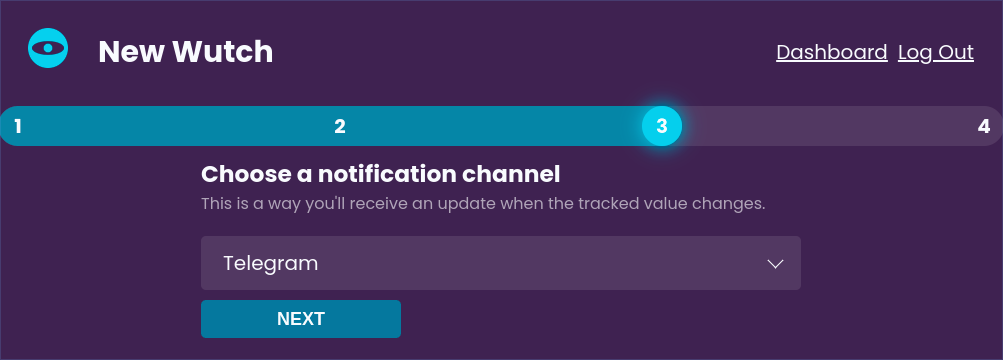 New Wutch
Dashboard Log Out
1 2 3 4
Choose a notification channel
This is a way you'll receive an update when the tracked value changes.
Telegram
NEXT